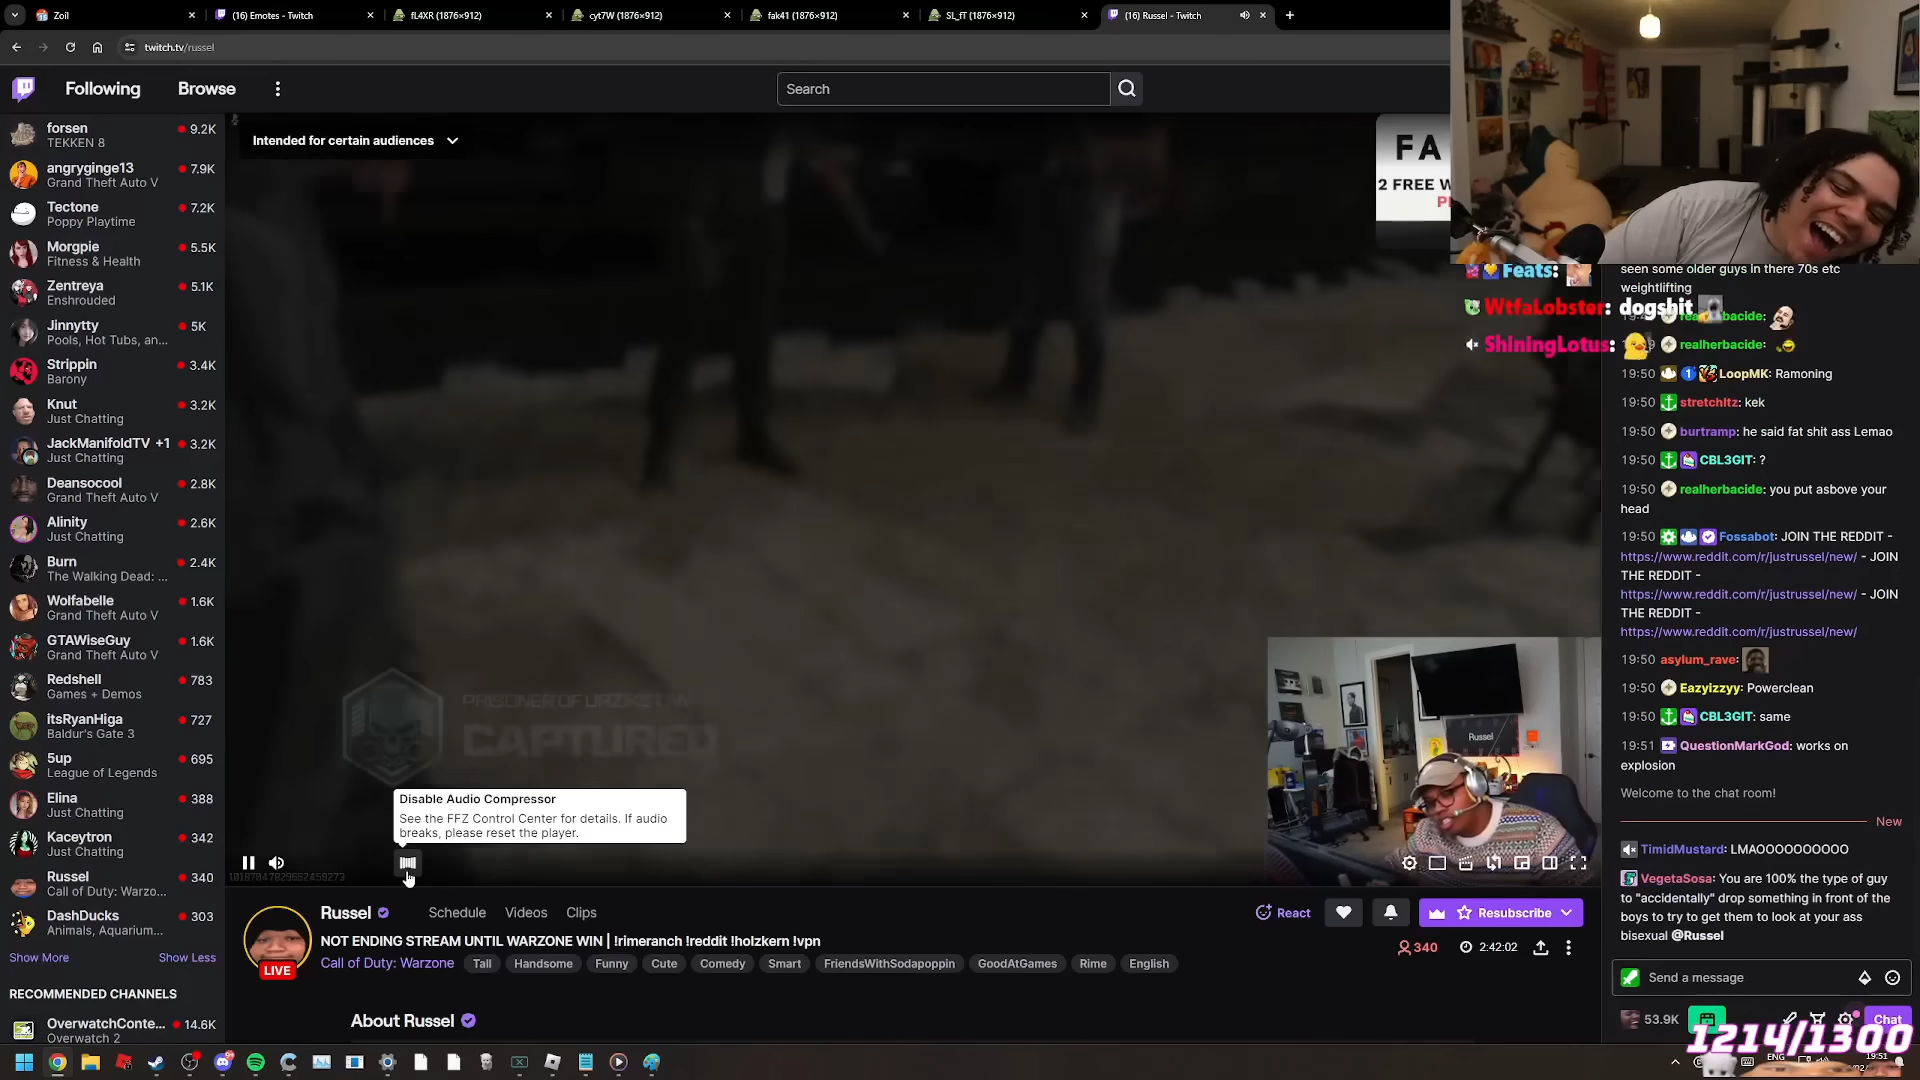 Zoil
(16) Emotes - Twitch
fL4XR (1876×912)
cyt7W (1876×912)
fak41 (1876×912)
SL_fT (1876×912)
(16) Russel - Twitch
twitch.tv/russel
Following
Browse
Search
forsen
9.2K
TEKKEN 8
angryginge13
7.9K
Grand Theft Auto V
Tectone
7.2K
Poppy Playtime
Morgpie
5.5K
Fitness & Health
Zentreya
5.1K
Enshrouded
Jinnytty
5K
Pools, Hot Tubs, an...
Strippin
3.4K
Barony
Knut
3.2K
Just Chatting
JackManifoldTV +1
3.2K
Just Chatting
Deansocool
2.8K
Grand Theft Auto V
Alinity
2.6K
Just Chatting
Burn
2.4K
The Walking Dead: ...
Wolfabelle
1.6K
Grand Theft Auto V
GTAWiseGuy
1.6K
Grand Theft Auto V
Redshell
783
Games + Demos
itsRyanHiga
727
Baldur's Gate 3
5up
695
League of Legends
Elina
388
Just Chatting
Kaceytron
342
Just Chatting
Russel
340
Call of Duty: Warzo...
DashDucks
303
Animals, Aquarium...
Show More
Show Less
RECOMMENDED CHANNELS
OverwatchConte...
14.6K
Overwatch 2
Intended for certain audiences
FA
2 FREE W
CAPTURED
Disable Audio Compressor
See the FFZ Control Center for details. If audio
breaks, please reset the player.
Russel
LIVE
Russel
Schedule
Videos
Clips
React
Resubscribe
NOT ENDING STREAM UNTIL WARZONE WIN | !rimeranch !reddit !holzkern !vpn
340
2:42:02
Call of Duty: Warzone
Tall
Handsome
Funny
Cute
Comedy
Smart
FriendsWithSodapoppin
GoodAtGames
Rime
English
About Russel
Feats:
WtfaLobster: dogshit
ShiningLotus:
seen some older guys in there 70s etc
weightlifting
realherbacide:
realherbacide:
19:50 LoopMK: Ramoning
19:50 stretchltz: kek
19:50 burtramp: he said fat shit ass Lemao
19:50 CBL3GIT: ?
19:50 realherbacide: you put asbove your
head
19:50 Fossabot: JOIN THE REDDIT -
https://www.reddit.com/r/justrussel/new/ - JOIN
THE REDDIT -
https://www.reddit.com/r/justrussel/new/ - JOIN
THE REDDIT -
https://www.reddit.com/r/justrussel/new/
19:50 asylum_rave:
19:50 Eazyizzyy: Powerclean
19:50 CBL3GIT: same
19:51 QuestionMarkGod: works on
explosion
Welcome to the chat room!
New
TimidMustard: LMAOOOOOOOOOO
VegetaSosa: You are 100% the type of guy
to "accidentally" drop something in front of the
boys to try to get them to look at your ass
bisexual @Russel
Send a message
53.9K
Chat
1214/1300
ENG
19:51